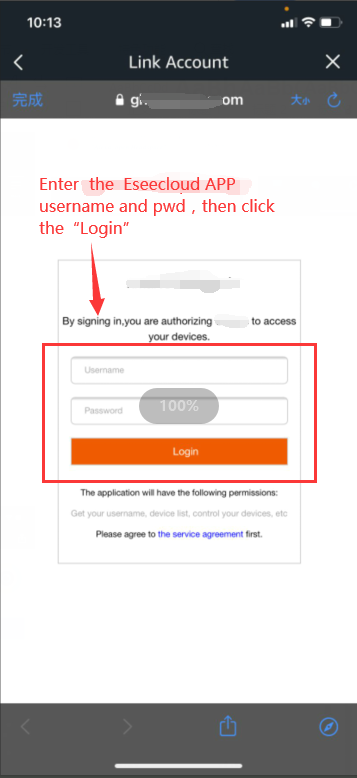 10:13
Link Account
完成
gi
om
大小
Enter the Eseecloud APP
username and pwd , then click
the “Login”
By signing in,you are authorizing to access
your devices.
Username
Password
100%
Login
The application will have the following permissions:
Get your username, device list, control your devices, etc
Please agree to the service agreement first.